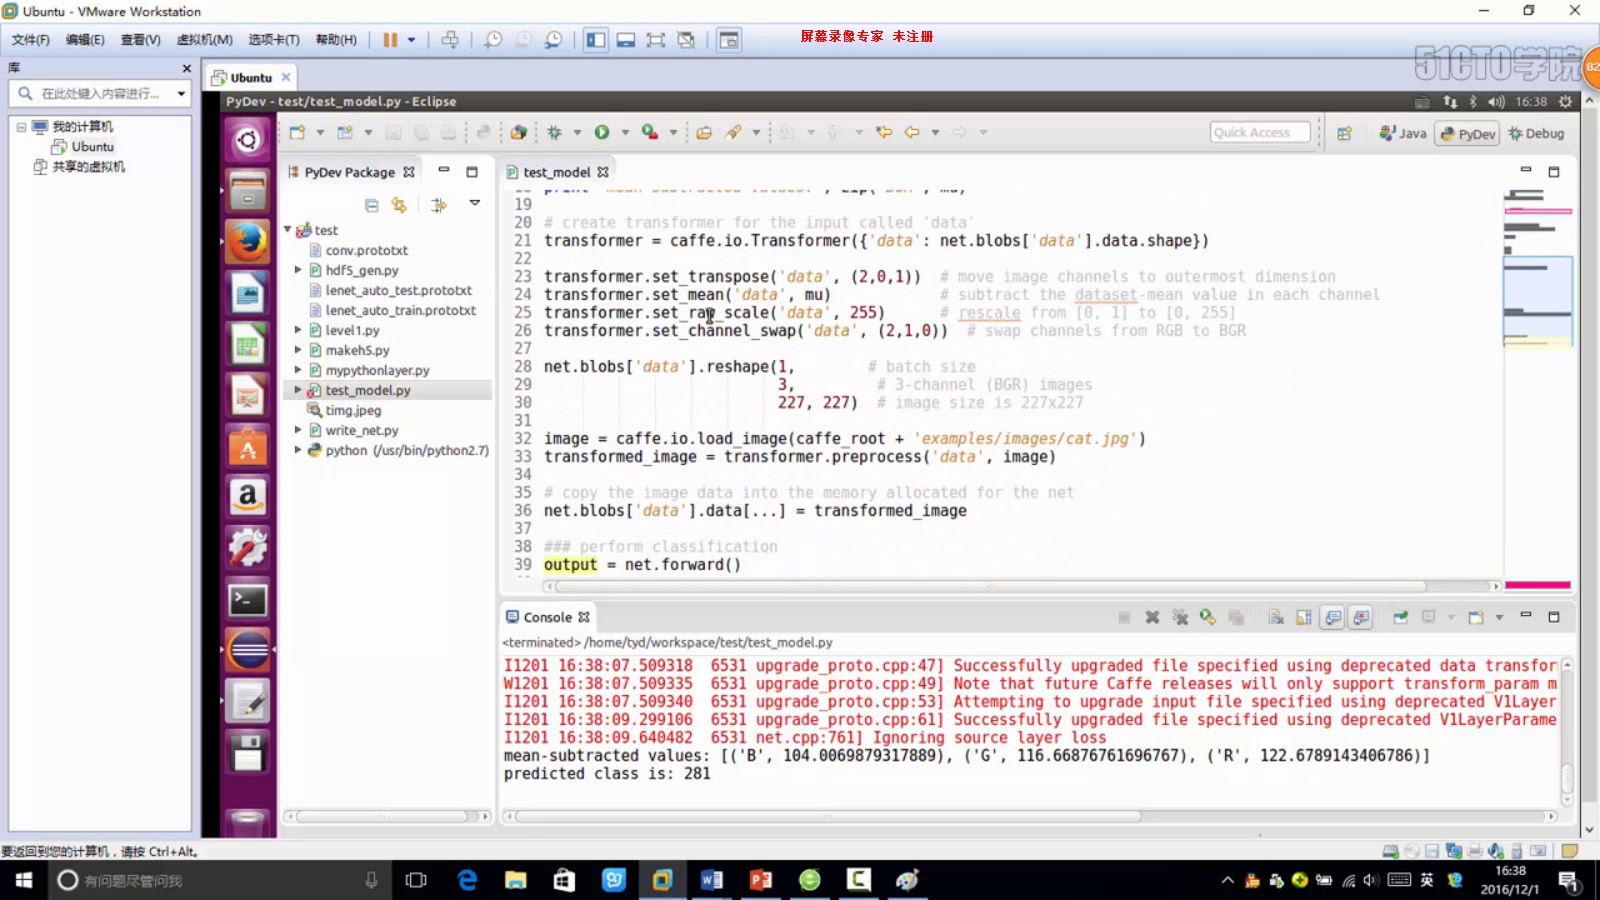 Ubuntu - VMware Workstation
文件(F) 编辑(E) 查看(V) 虚拟机(M) 选项卡(T) 帮助(H)
屏幕录像专家 未注册
51CTO学院
82
库
Ubuntu
在此处键入内容进行...
我的计算机
Ubuntu
共享的虚拟机
PyDev - test/test_model.py - Eclipse
16:38
Quick Access
Java
PyDev
Debug
PyDev Package
test
conv.prototxt
hdf5_gen.py
lenet_auto_test.prototxt
lenet_auto_train.prototxt
level1.py
makeh5.py
mypythonlayer.py
test_model.py
timg.jpeg
write_net.py
python (/usr/bin/python2.7)
test_model
19
20 # create transformer for the input called 'data'
21 transformer = caffe.io.Transformer({'data': net.blobs['data'].data.shape})
22
23 transformer.set_transpose('data', (2,0,1)) # move image channels to outermost dimension
24 transformer.set_mean('data', mu) # subtract the dataset-mean value in each channel
25 transformer.set_raw_scale('data', 255) # rescale from [0, 1] to [0, 255]
26 transformer.set_channel_swap('data', (2,1,0)) # swap channels from RGB to BGR
27
28 net.blobs['data'].reshape(1, # batch size
29 3, # 3-channel (BGR) images
30 227, 227) # image size is 227x227
31
32 image = caffe.io.load_image(caffe_root + 'examples/images/cat.jpg')
33 transformed_image = transformer.preprocess('data', image)
34
35 # copy the image data into the memory allocated for the net
36 net.blobs['data'].data[...] = transformed_image
37
38 ### perform classification
39 output = net.forward()
Console
<terminated> /home/tyd/workspace/test/test_model.py
I1201 16:38:07.509318 6531 upgrade_proto.cpp:47] Successfully upgraded file specified using deprecated data transfor
W1201 16:38:07.509335 6531 upgrade_proto.cpp:49] Note that future Caffe releases will only support transform_param m
I1201 16:38:07.509340 6531 upgrade_proto.cpp:53] Attempting to upgrade input file specified using deprecated V1Layer
I1201 16:38:09.299106 6531 upgrade_proto.cpp:61] Successfully upgraded file specified using deprecated V1LayerParame
I1201 16:38:09.640482 6531 net.cpp:761] Ignoring source layer loss
mean-subtracted values: [('B', 104.0069879317889), ('G', 116.66876761696767), ('R', 122.6789143406786)]
predicted class is: 281
要返回到您的计算机，请按 Ctrl+Alt。
有问题尽管问我
英
16:38
2016/12/1
1